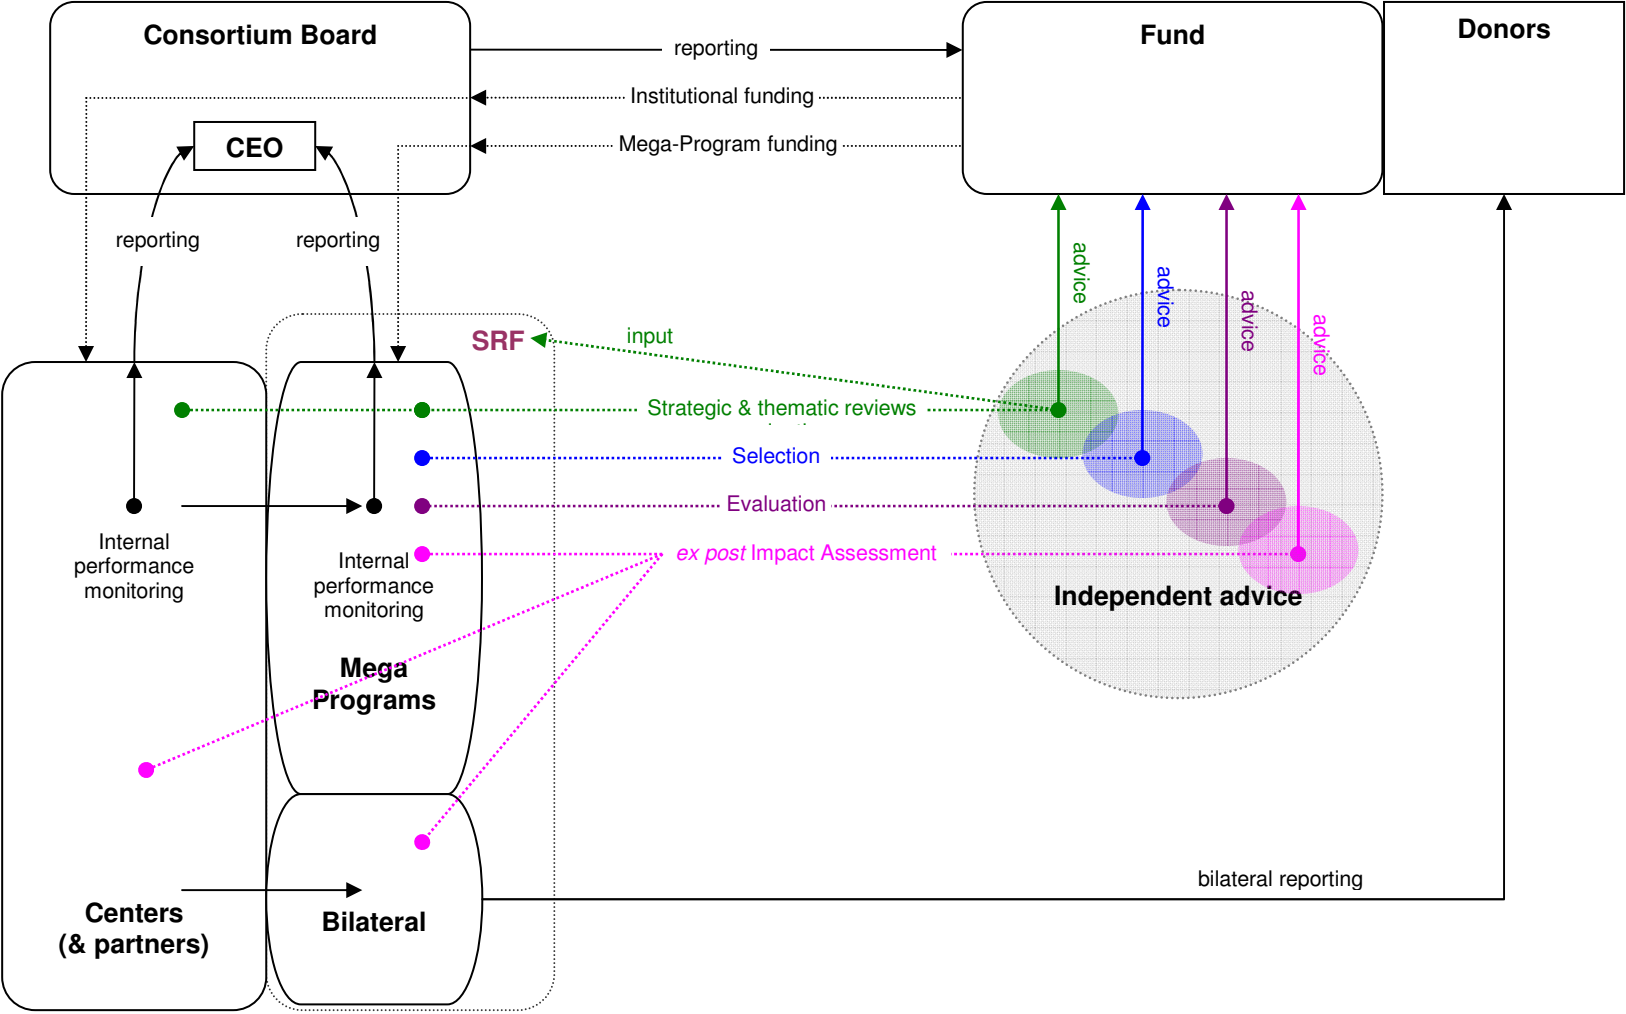 Consortium Board
Fund
Donors
reporting
Institutional funding
Mega-Program funding
CEO
reporting
reporting
advice
advice
advice
advice
SRF
input
Strategic & thematic reviews
Selection
Evaluation
ex post Impact Assessment
Internal
performance
monitoring
Internal
performance
monitoring
Independent advice
Mega
Programs
bilateral reporting
Centers
(& partners)
Bilateral